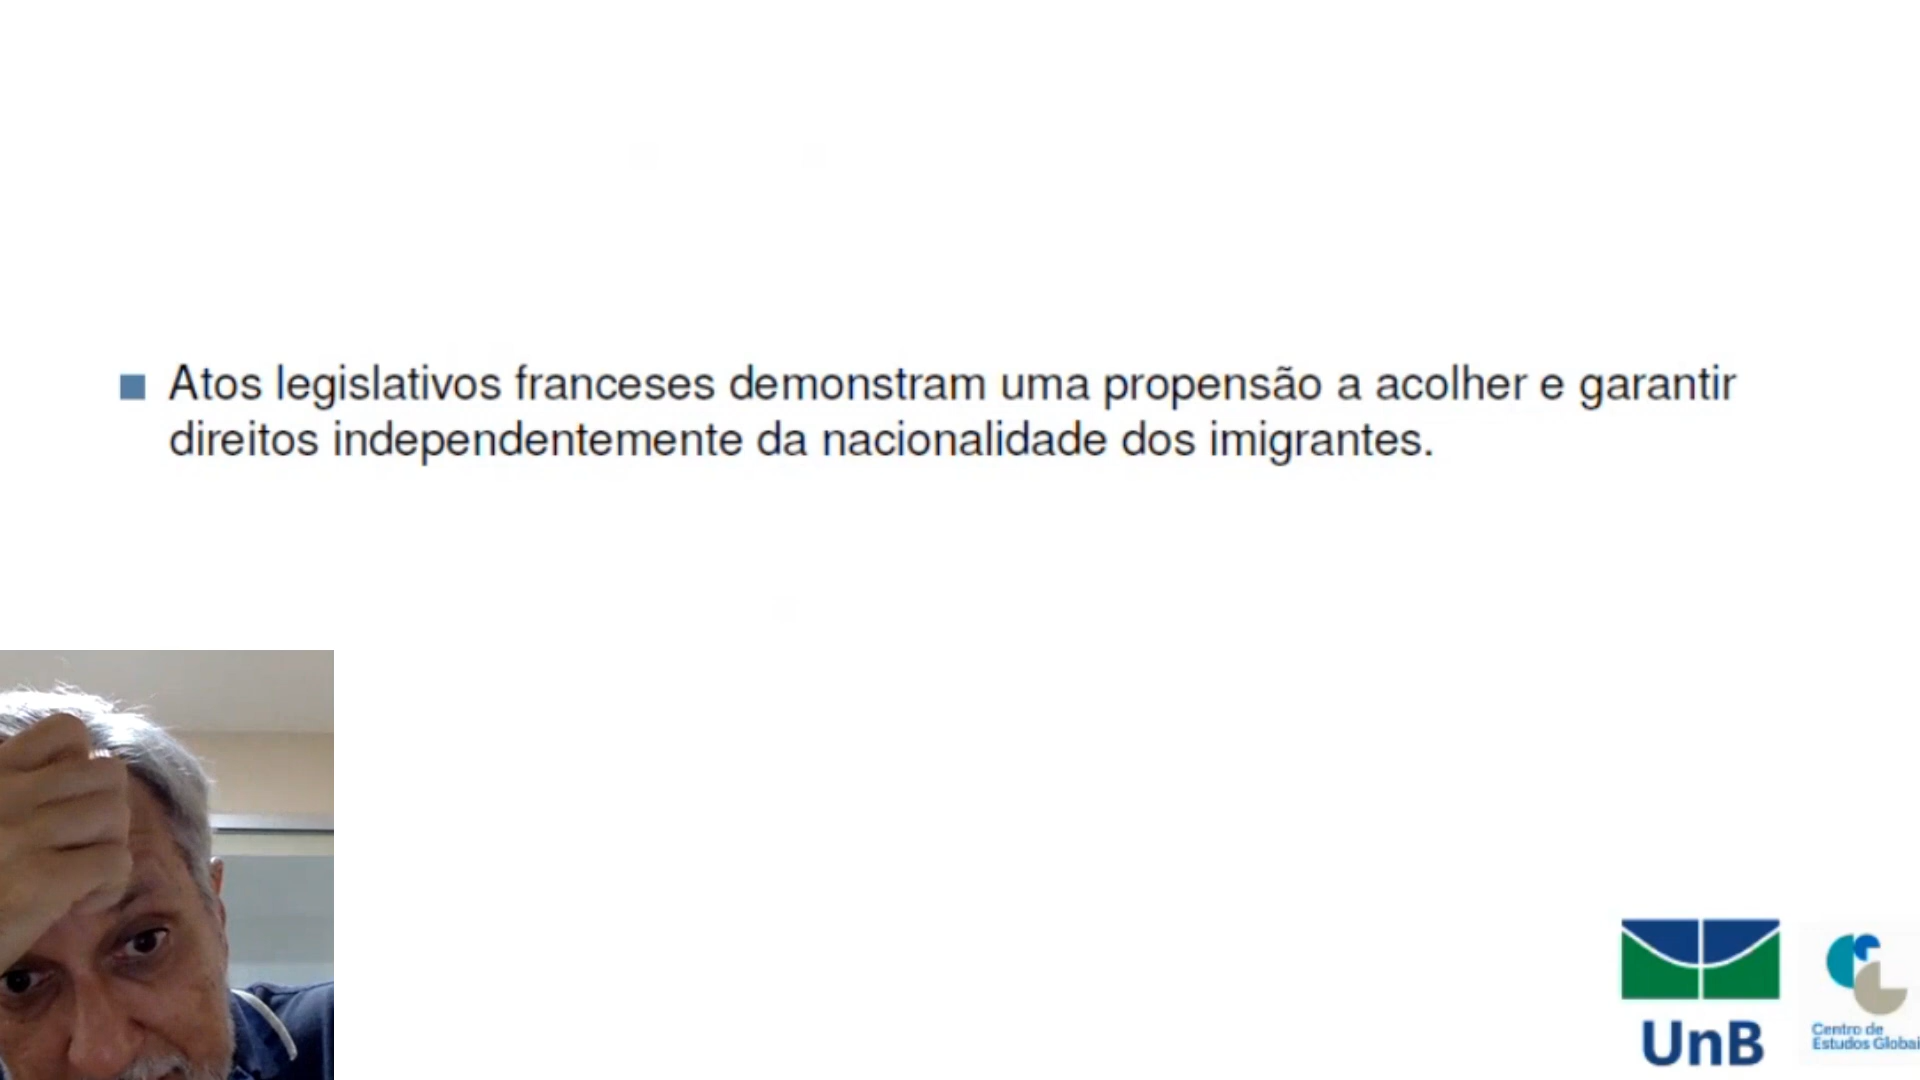 Atos legislativos franceses demonstram uma propensão a acolher e garantir
direitos independentemente da nacionalidade dos imigrantes.
UnB
Centro de
Estudos Globai